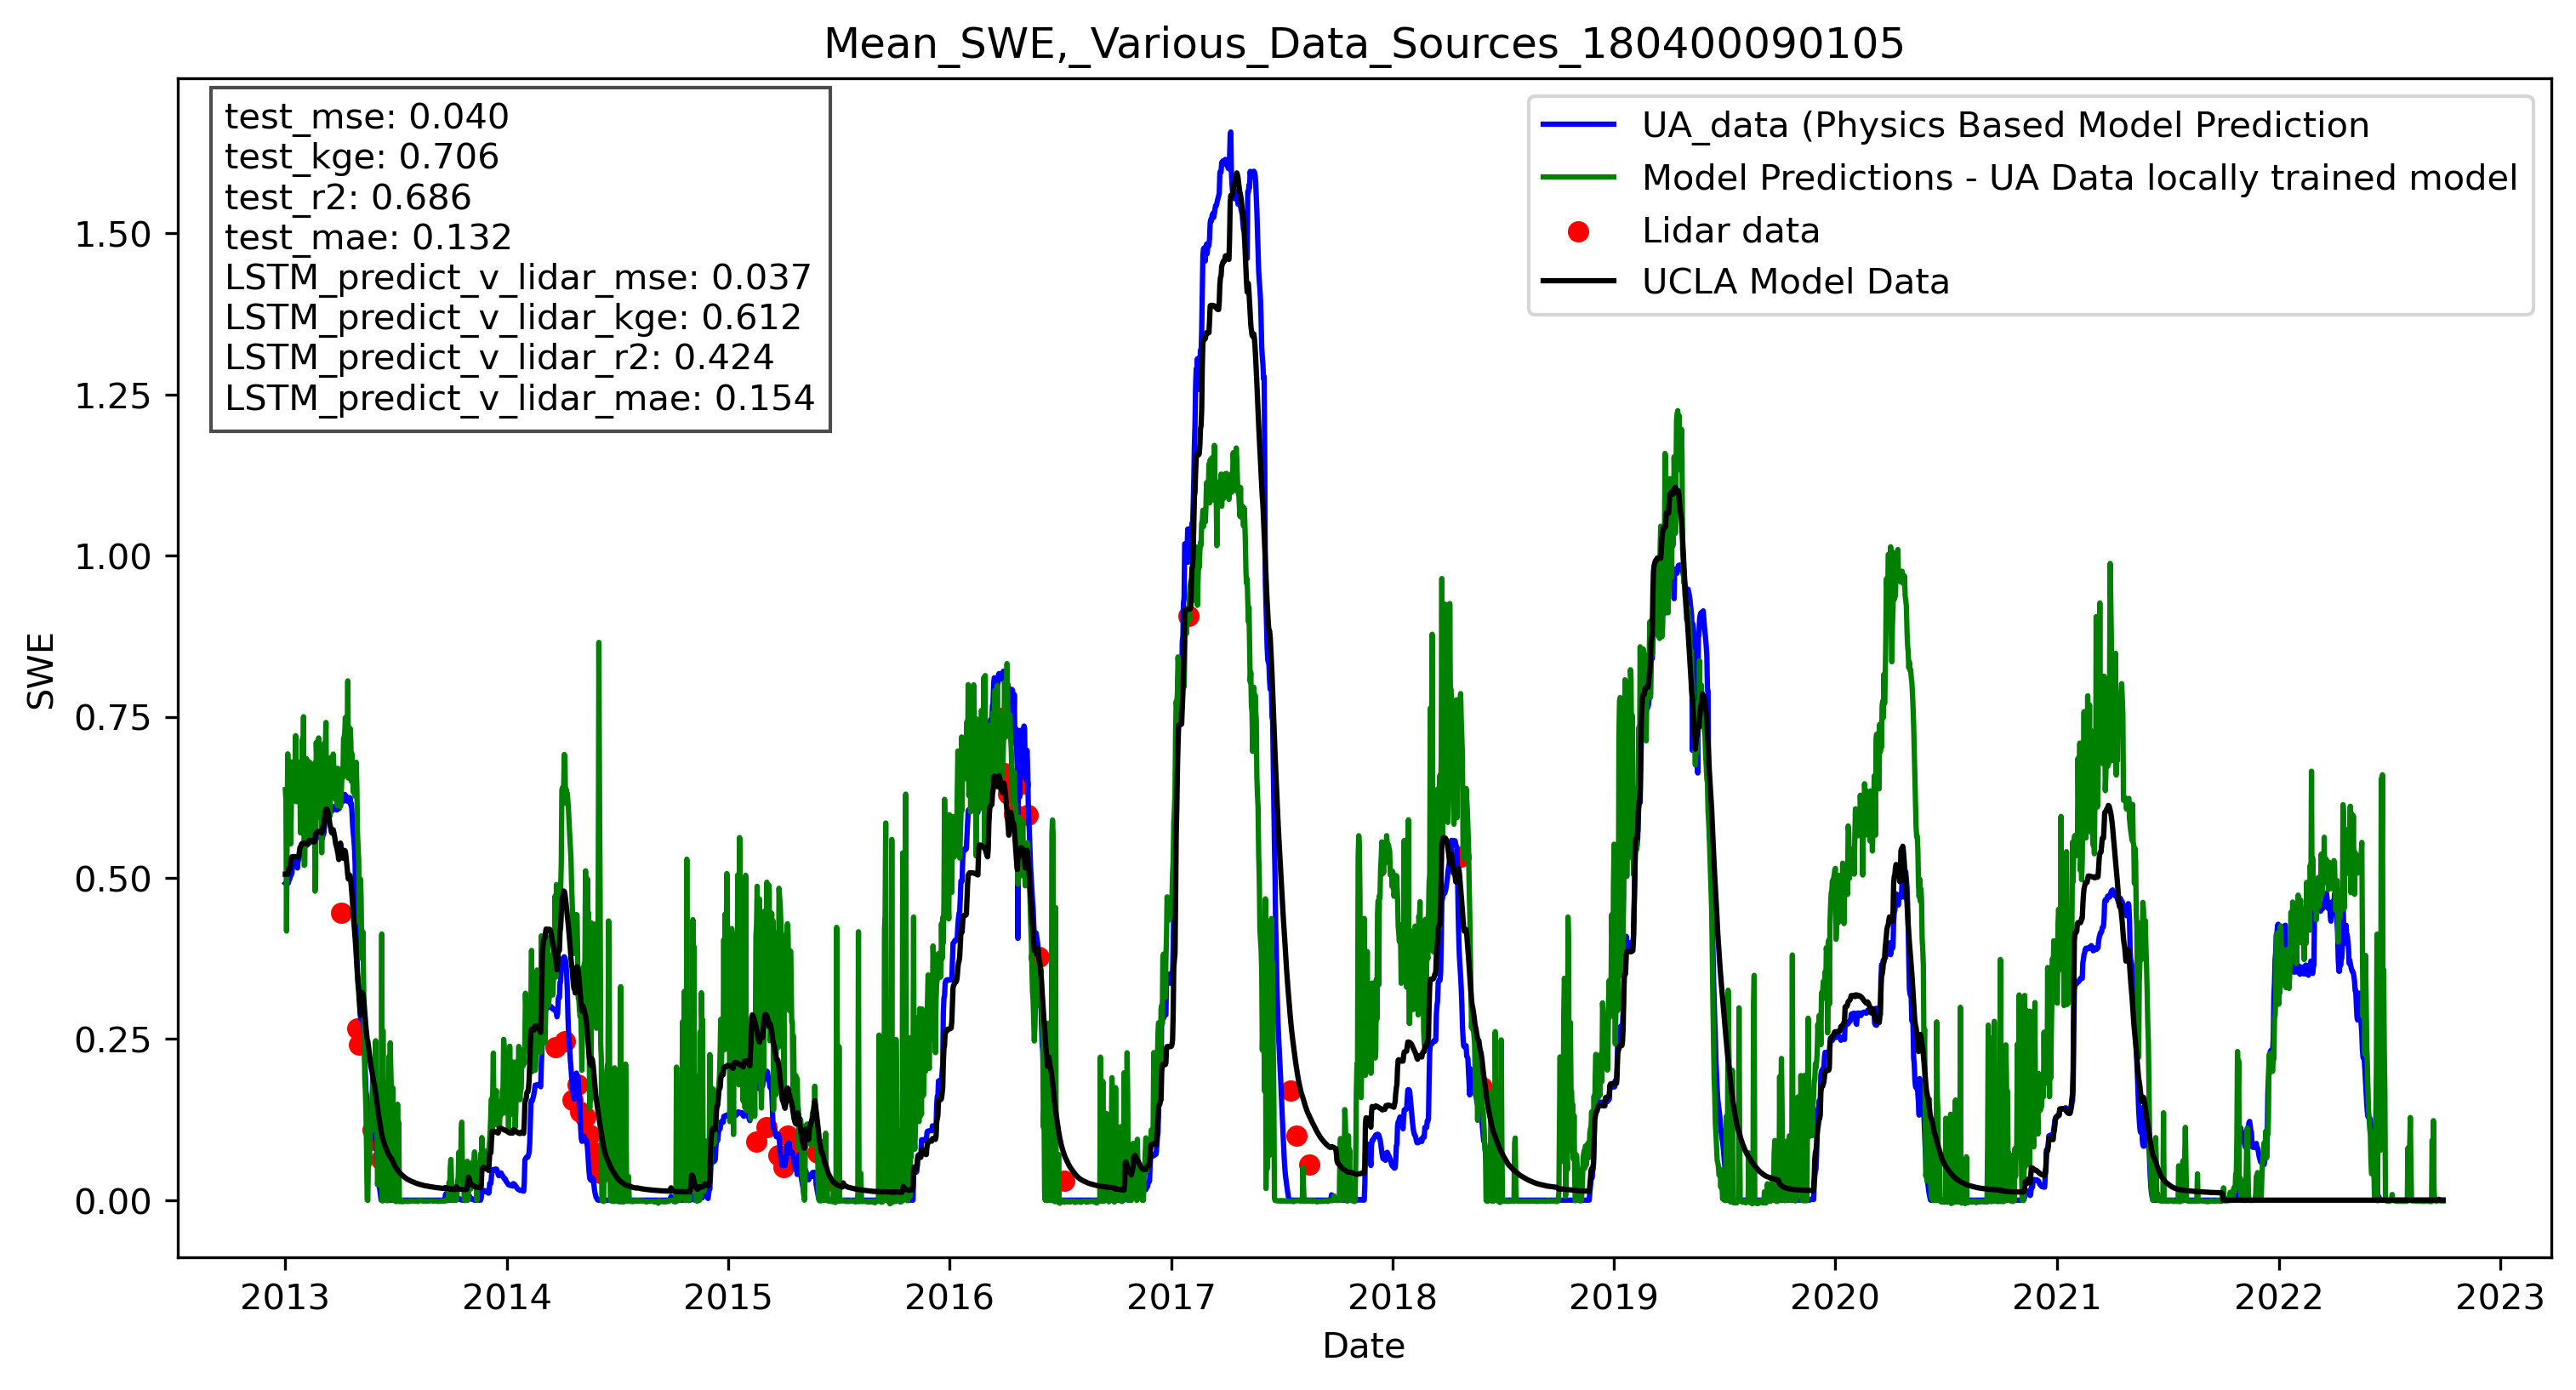 Mean_SWE,_Various_Data_Sources_180400090105
test_mse: 0.040
test_kge: 0.706
test_r2: 0.686
test_mae: 0.132
LSTM_predict_v_lidar_mse: 0.037
LSTM_predict_v_lidar_kge: 0.612
LSTM_predict_v_lidar_r2: 0.424
LSTM_predict_v_lidar_mae: 0.154
UA_data (Physics Based Model Prediction
Model Predictions - UA Data locally trained model
Lidar data
UCLA Model Data
SWE
1.50
1.25
1.00
0.75
0.50
0.25
0.00
2013 2014 2015 2016 2017 2018 2019 2020 2021 2022 2023
Date